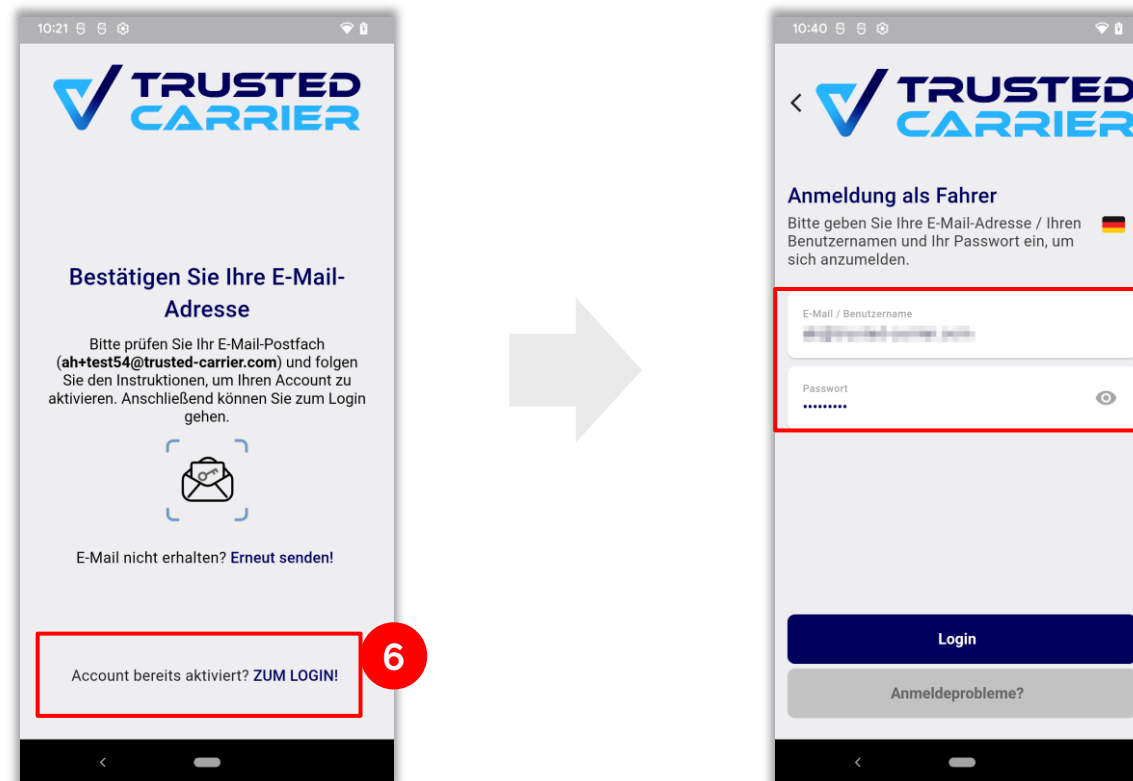 10:21
TRUSTED
CARRIER
Bestätigen Sie Ihre E-Mail-
Adresse
Bitte prüfen Sie Ihr E-Mail-Postfach
(ah+test54@trusted-carrier.com) und folgen
Sie den Instruktionen, um Ihren Account zu
aktivieren. Anschließend können Sie zum Login
gehen.
E-Mail nicht erhalten? Erneut senden!
Account bereits aktiviert? ZUM LOGIN!
6
10:40
TRUSTED
CARRIER
Anmeldung als Fahrer
Bitte geben Sie Ihre E-Mail-Adresse / Ihren
Benutzernamen und Ihr Passwort ein, um
sich anzumelden.
E-Mail / Benutzername
Passwort
•••••••••
Login
Anmeldeprobleme?